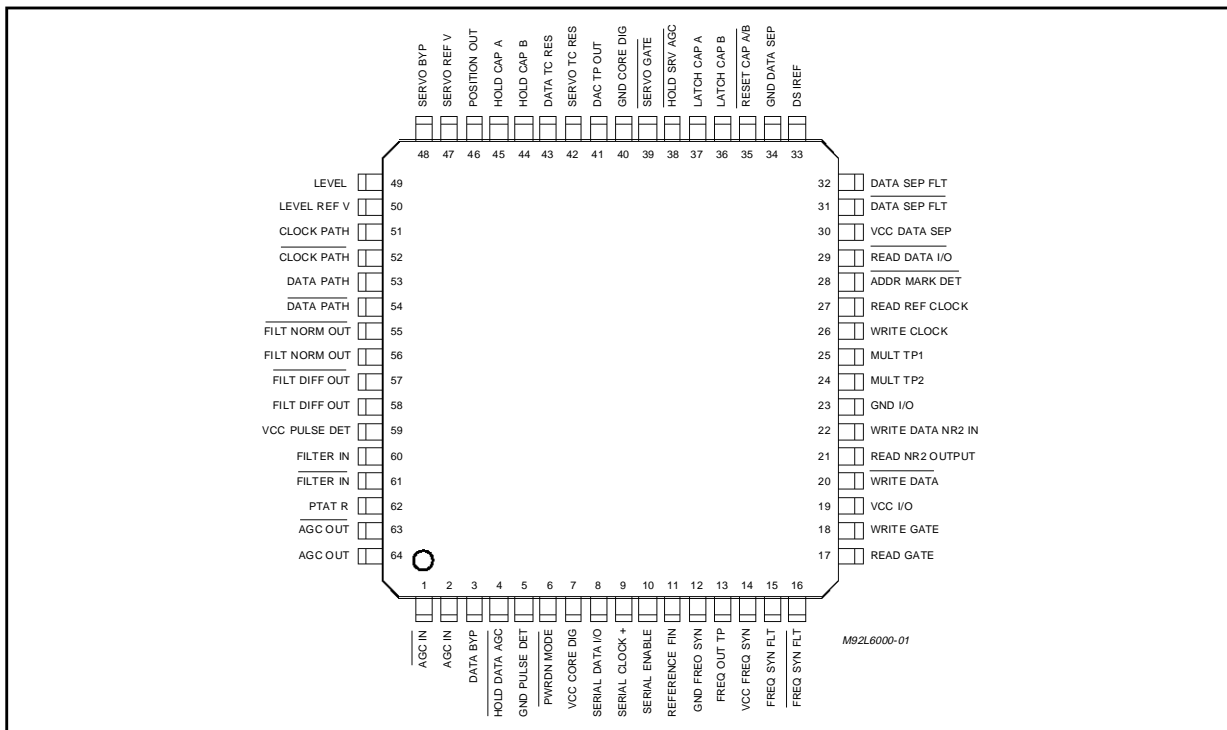 SERVO BYP
SERVO REF V
POSITION OUT
HOLD CAP A
HOLD CAP B
DATA TC RES
SERVO TC RES
DAC TP OUT
GND CORE DIG
SERVO GATE
HOLD SRV AGC
LATCH CAP A
LATCH CAP B
RESET CAP A/B
GND DATA SEP
DS IREF
48 47 46 45 44 43 42 41 40 39 38 37 36 35 34 33
LEVEL 49
LEVEL REF V 50
CLOCK PATH 51
CLOCK PATH 52
DATA PATH 53
DATA PATH 54
FILT NORM OUT 55
FILT NORM OUT 56
FILT DIFF OUT 57
FILT DIFF OUT 58
VCC PULSE DET 59
FILTER IN 60
FILTER IN 61
PTAT R 62
AGC OUT 63
AGC OUT 64
32 DATA SEP FLT
31 DATA SEP FLT
30 VCC DATA SEP
29 READ DATA I/O
28 ADDR MARK DET
27 READ REF CLOCK
26 WRITE CLOCK
25 MULT TP1
24 MULT TP2
23 GND I/O
22 WRITE DATA NR2 IN
21 READ NR2 OUTPUT
20 WRITE DATA
19 VCC I/O
18 WRITE GATE
17 READ GATE
1 2 3 4 5 6 7 8 9 10 11 12 13 14 15 16
AGC IN
AGC IN
DATA BYP
HOLD DATA AGC
GND PULSE DET
PWRDN MODE
VCC CORE DIG
SERIAL DATA I/O
SERIAL CLOCK +
SERIAL ENABLE
REFERENCE FIN
GND FREO SYN
FREQ OUT TP
VCC FREQ SYN
FREQ SYN FLT
FREQ SYN FLT
M92L6000-01